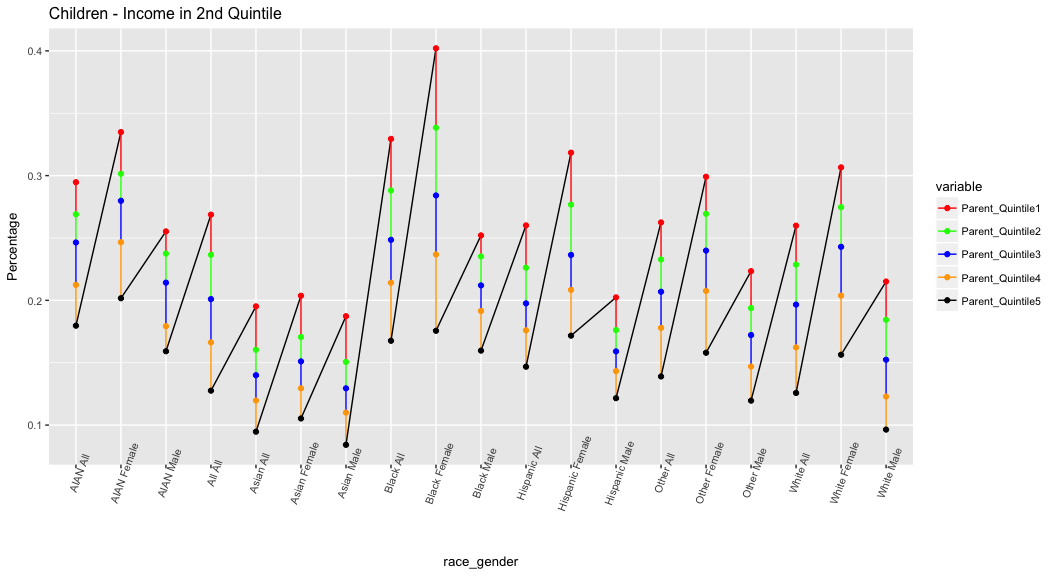 Children - Income in 2nd Quintile
0.4
0.3
0.2
0.1
Percentage
AIAN All
AIAN Female
AIAN Male
All All
Asian All
Asian Female
Asian Male
Black All
Black Female
Black Male
Hispanic All
Hispanic Female
Hispanic Male
Other All
Other Female
Other Male
White All
White Female
White Male
race_gender
variable
Parent_Quintile1
Parent_Quintile2
Parent_Quintile3
Parent_Quintile4
Parent_Quintile5